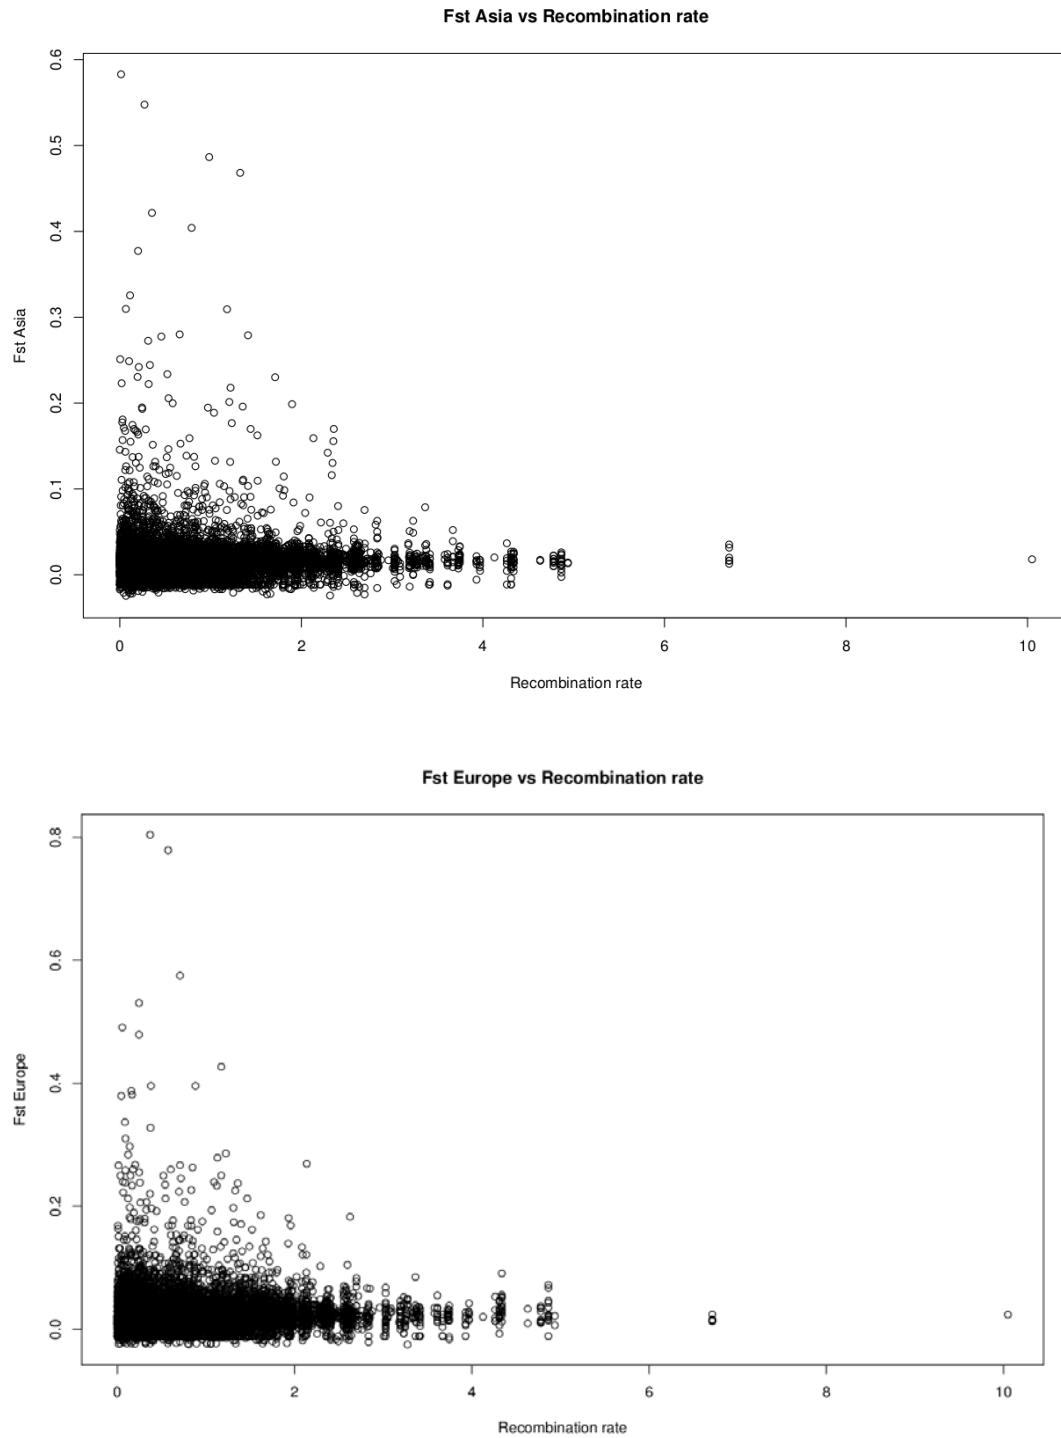 Fst Asia vs Recombination rate
0.6
0.5
0.4
0.3
0.2
0.1
0.0
Fst Asia
0 2 4 6 8 10
Recombination rate
Fst Europe vs Recombination rate
0.8
0.6
0.4
0.2
0.0
Fst Europe
0 2 4 6 8 10
Recombination rate